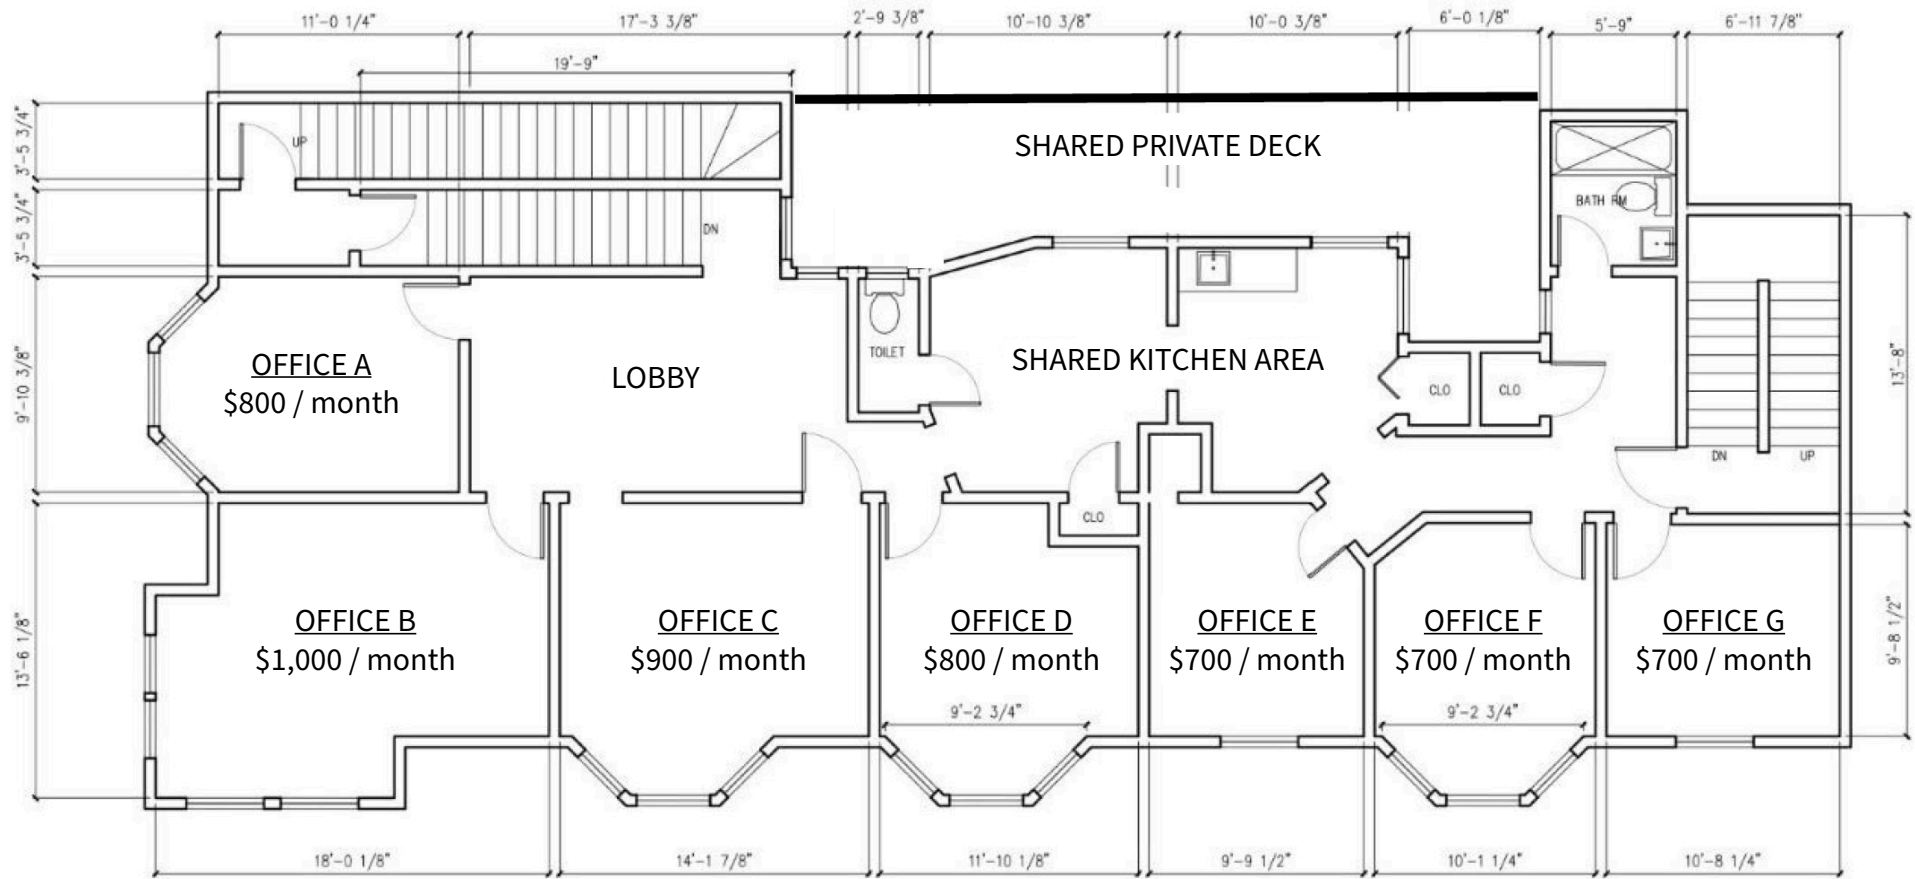 11'-0 1/4"
17'-3 3/8"
2'-9 3/8"
10'-10 3/8"
10'-0 3/8"
6'-0 1/8"
5'-9"
6'-11 7/8"
19'-9"
3'-5 3/4"
UP
SHARED PRIVATE DECK
BATH RM
3'-5 3/4"
DN
9'-10 3/8"
OFFICE A
$800 / month
LOBBY
TOILET
SHARED KITCHEN AREA
CLO
CLO
13'-8"
DN
UP
CLO
13'-6 1/8"
OFFICE B
$1,000 / month
OFFICE C
$900 / month
OFFICE D
$800 / month
OFFICE E
$700 / month
OFFICE F
$700 / month
OFFICE G
$700 / month
9'-8 1/2"
9'-2 3/4"
9'-2 3/4"
18'-0 1/8"
14'-1 7/8"
11'-10 1/8"
9'-9 1/2"
10'-1 1/4"
10'-8 1/4"